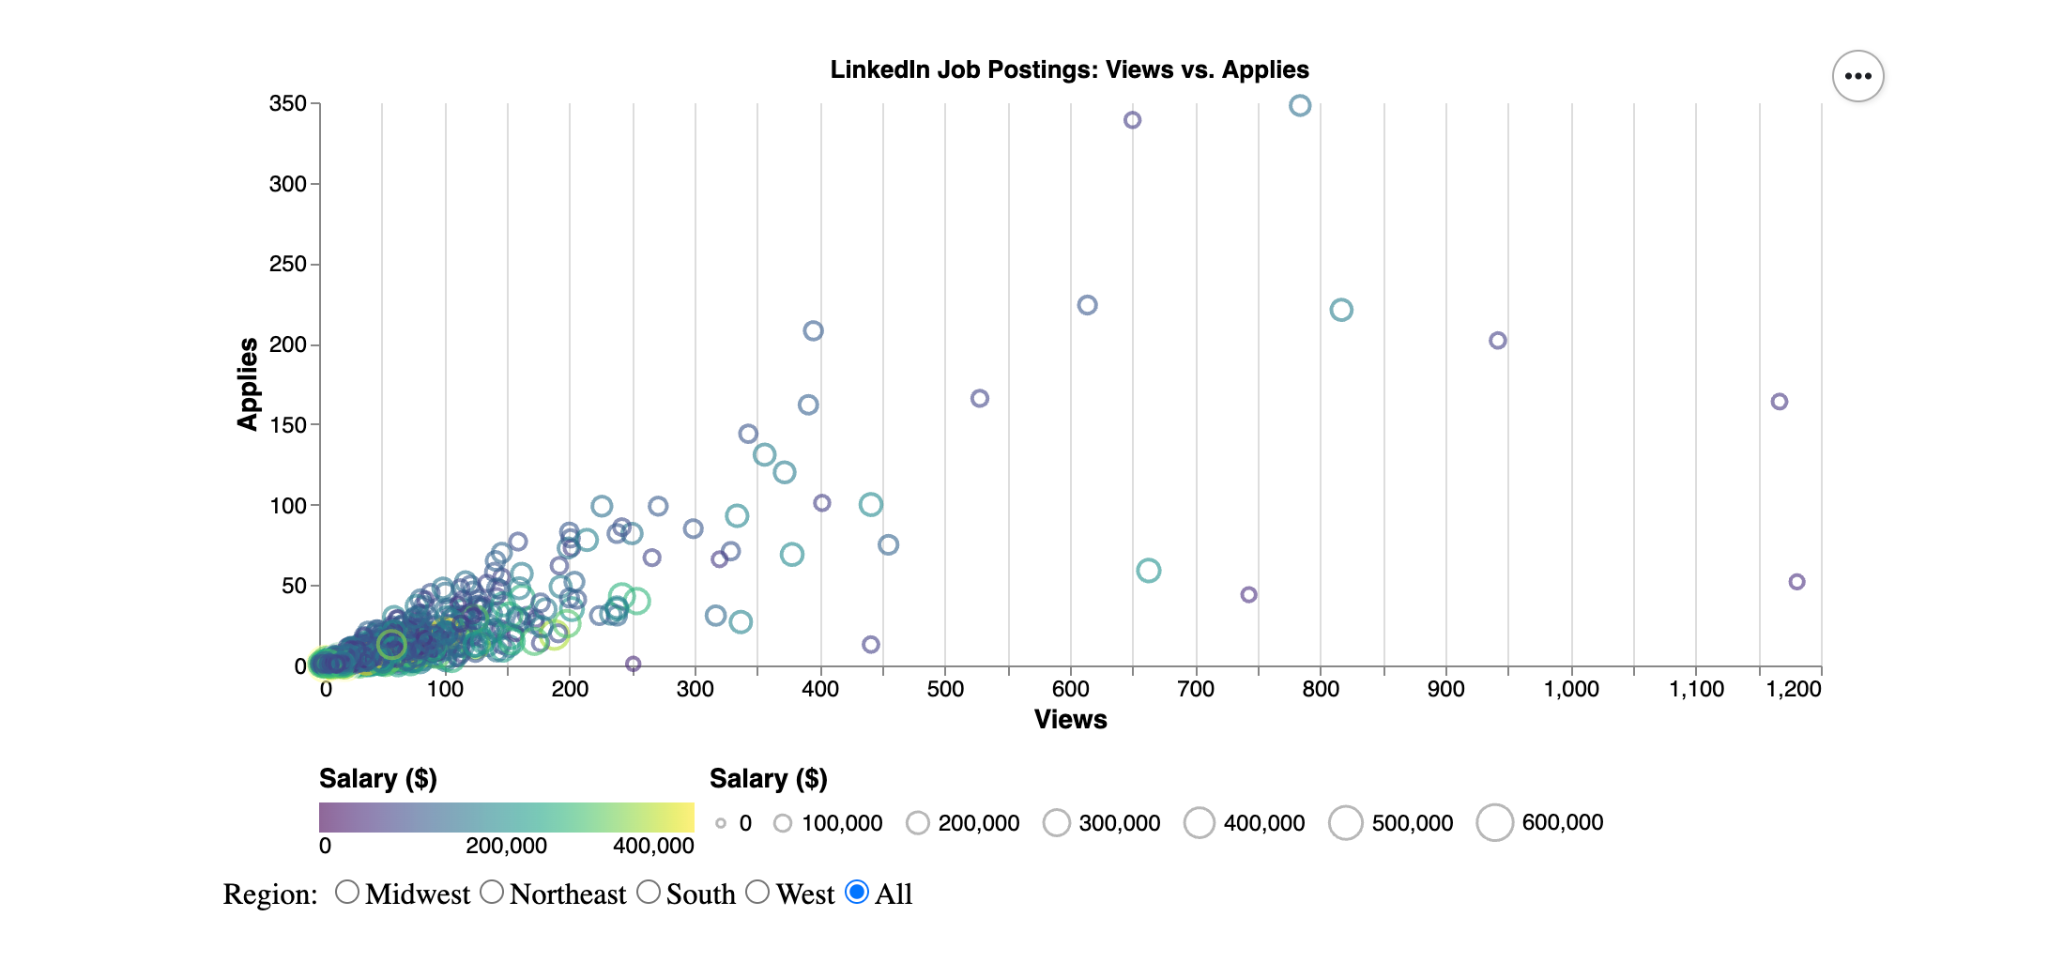 LinkedIn Job Postings: Views vs. Applies
•••
350
300
250
200
150
100
50
0
Applies
0 100 200 300 400 500 600 700 800 900 1,000 1,100 1,200
Views
Salary ($)
0 200,000 400,000
Salary ($)
0 100,000 200,000 300,000 400,000 500,000 600,000
Region: Midwest Northeast South West All